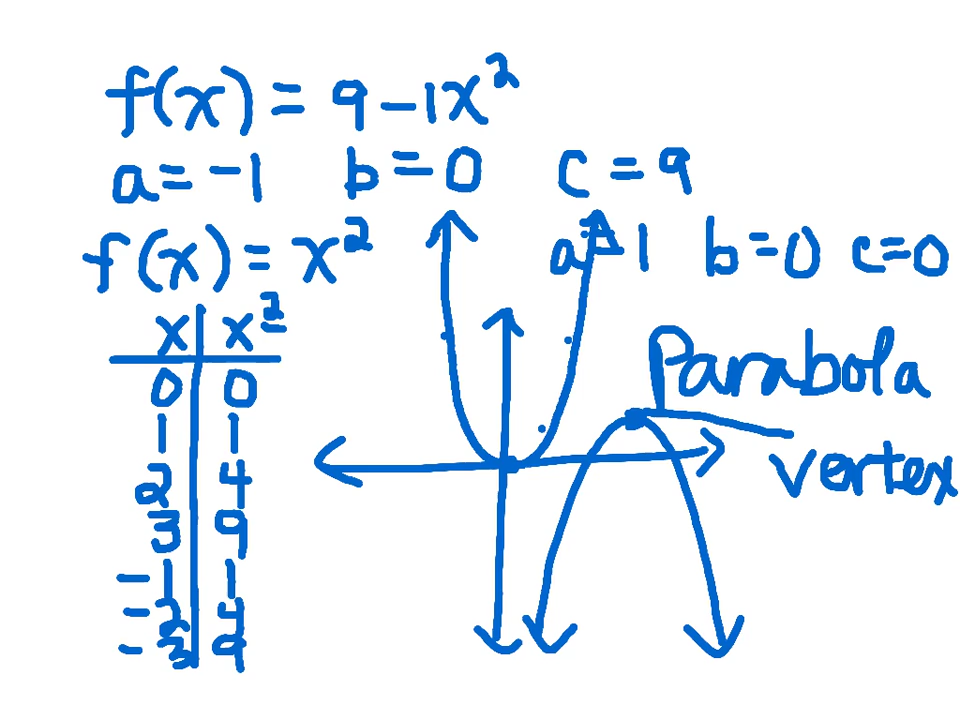 f(x) = 9 - 1x²
a = -1 b = 0 c = 9
f(x) = x²
a = 1 b = 0 c = 0
x x²
0 0
1 1
2 4
3 9
-1 1
-2 4
-3 9
Parabola
vertex